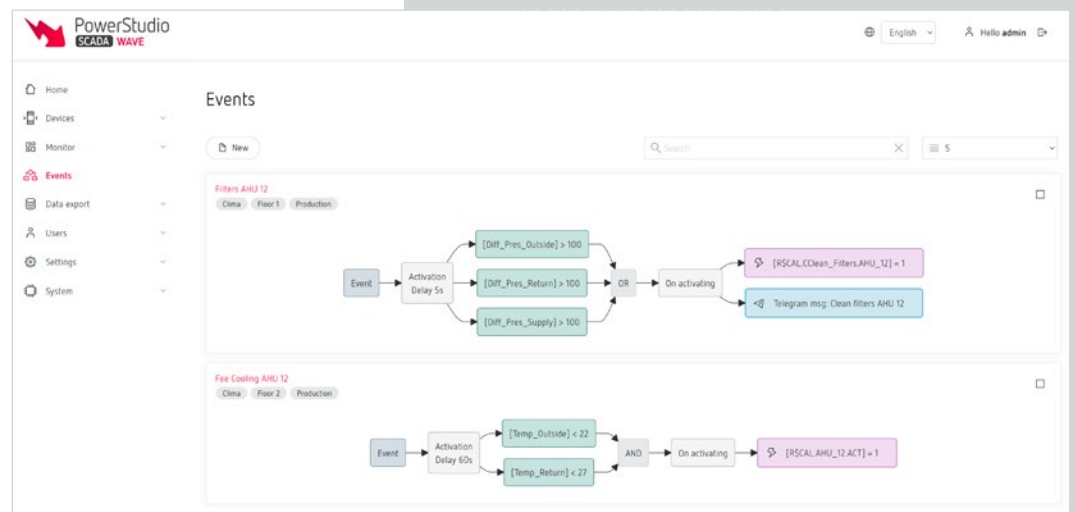 PowerStudio
SCADA WAVE
English
Hello admin
Home
Devices
Monitor
Events
Data export
Users
Settings
System
Events
New
Search
5
Filters AHU 12
Clima Floor 1 Production
Event
Activation
Delay 5s
[Diff_Pres_Outside] > 100
[Diff_Pres_Return] > 100
[Diff_Pres_Supply] > 100
OR
On activating
[R$CAL.CClean_Filters.AHU_12] = 1
Telegram msg: Clean filters AHU 12
Fee Cooling AHU 12
Clima Floor 2 Production
Event
Activation
Delay 60s
[Temp_Outside] < 22
[Temp_Return] < 27
AND
On activating
[R$CAL.AHU_12.ACT] = 1